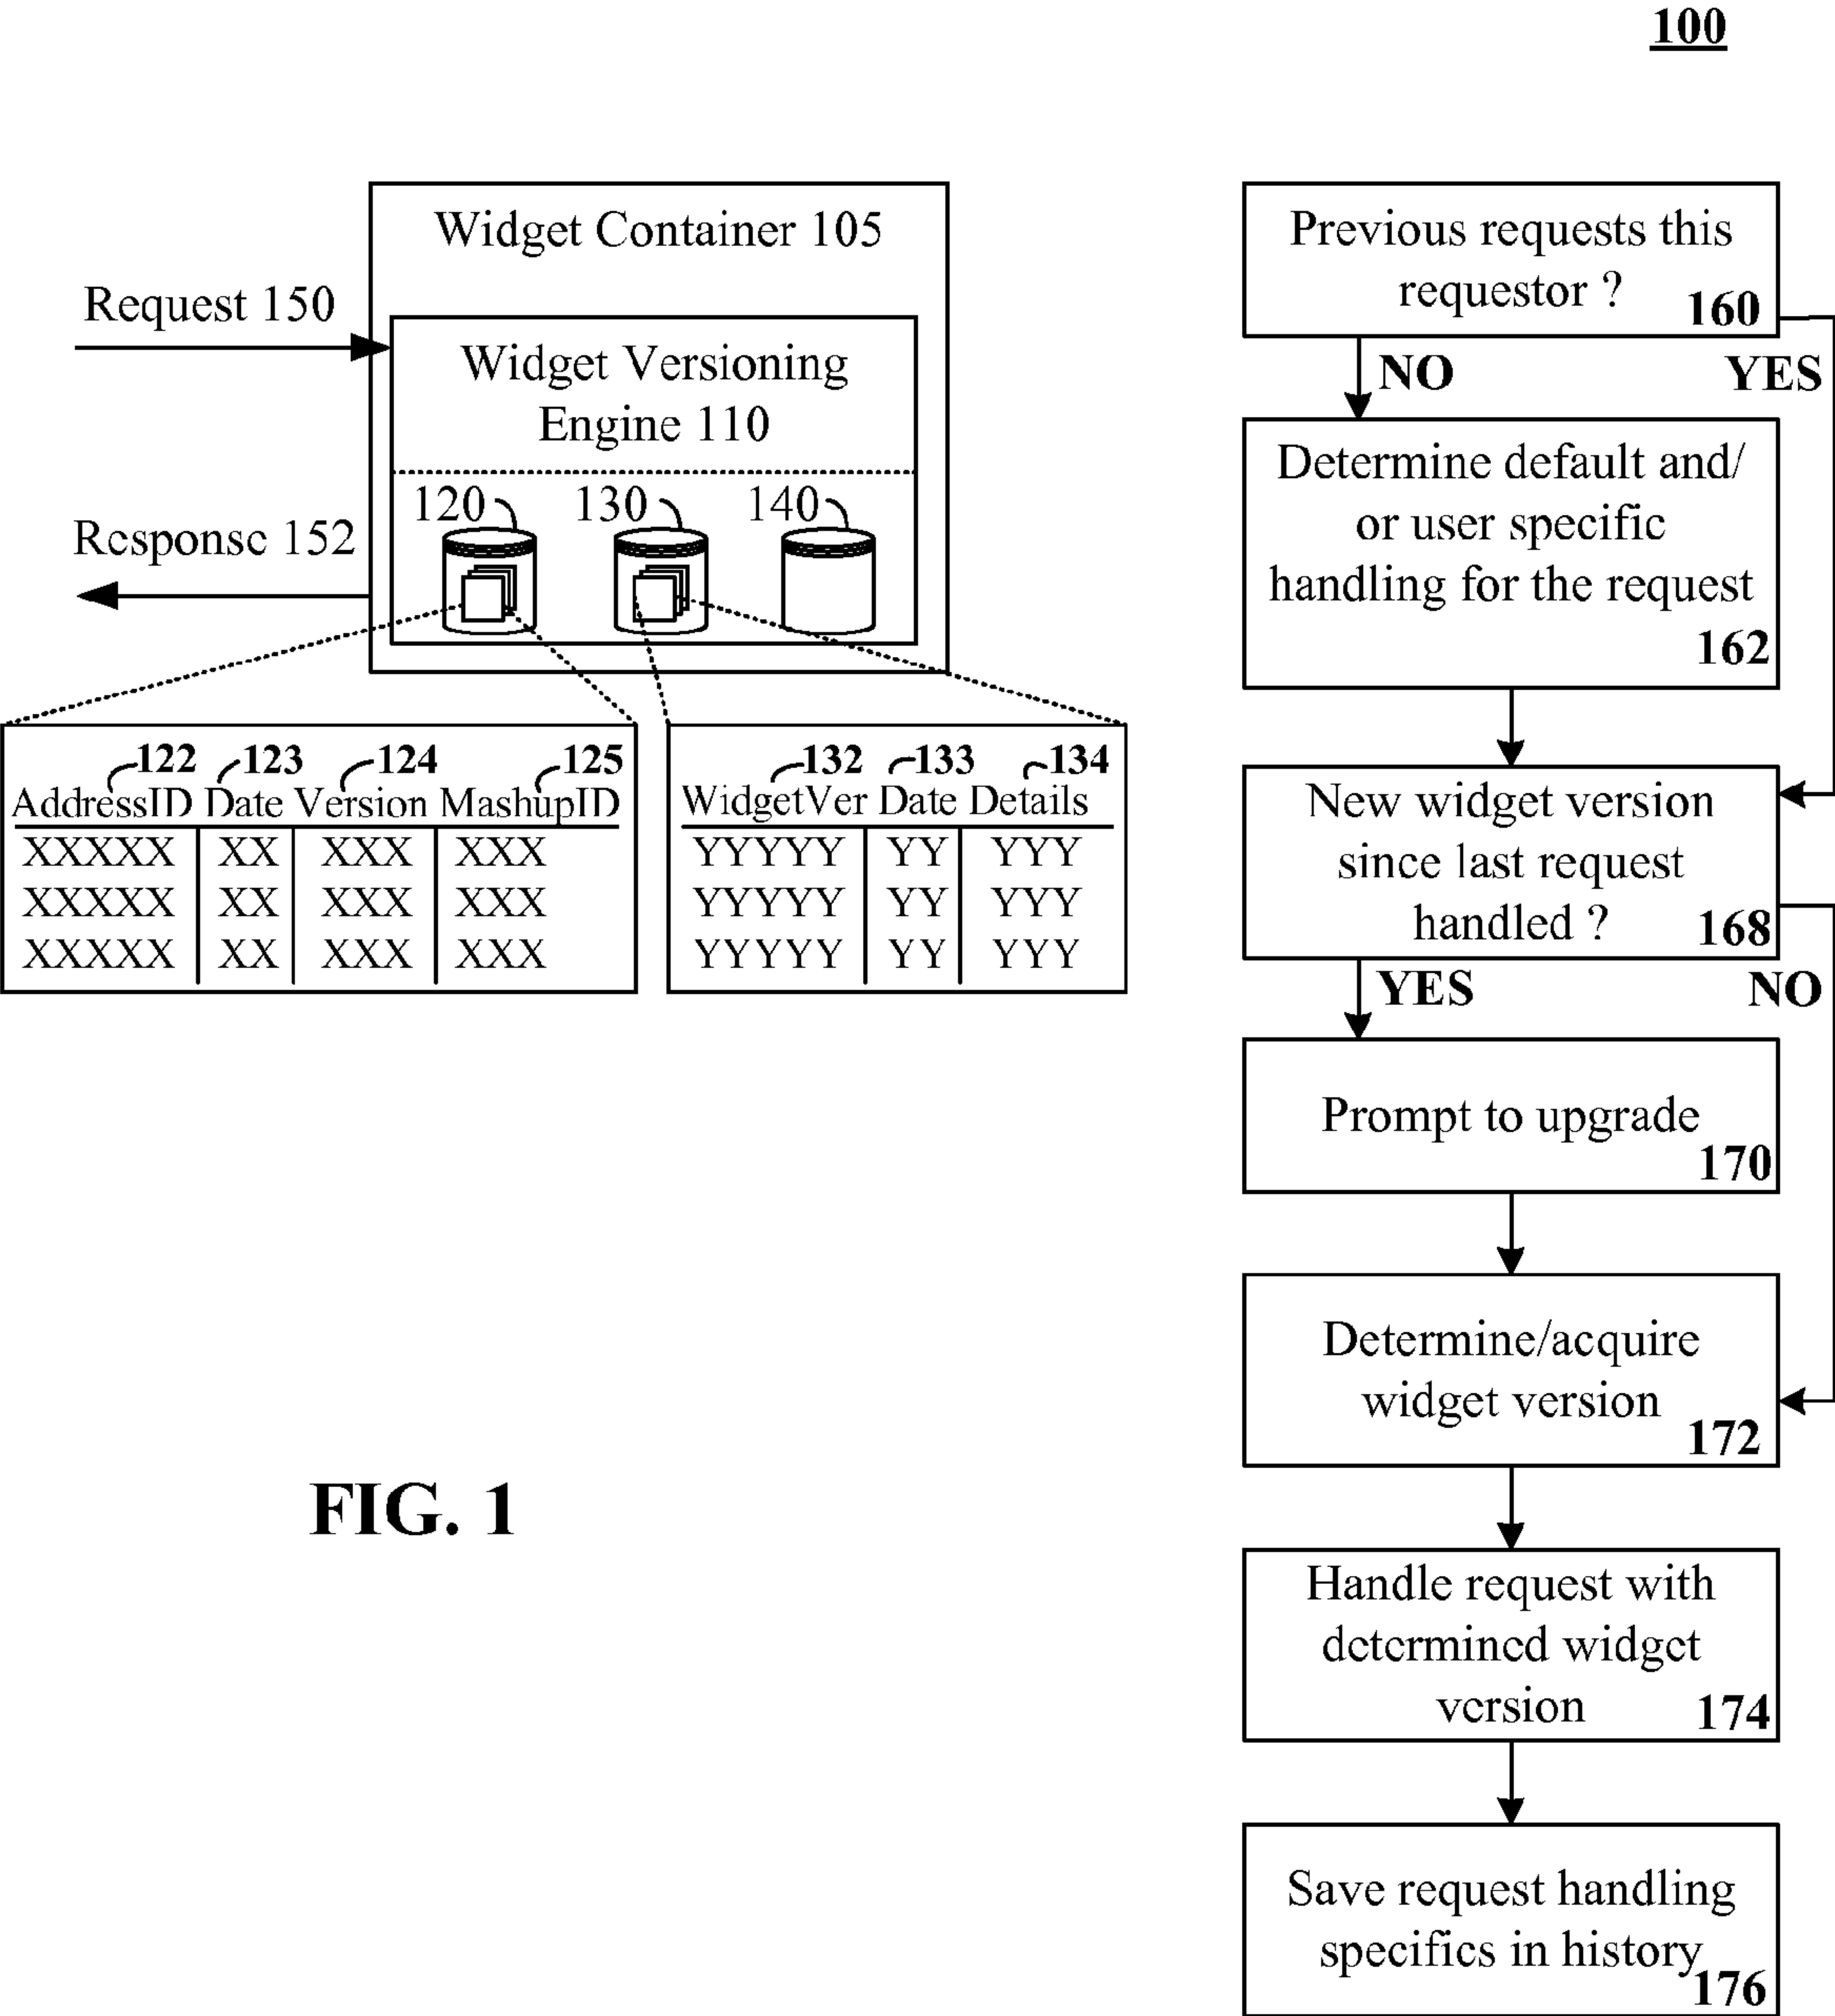 100
Widget Container 105
Request 150
Widget Versioning
Engine 110
120 130 140
Response 152
122 123 124 125
AddressID Date Version MashupID
XXXXX XX XXX XXX
XXXXX XX XXX XXX
XXXXX XX XXX XXX
132 133 134
WidgetVer Date Details
YYYYY YY YYY
YYYYY YY YYY
YYYYY YY YYY
FIG. 1
Previous requests this
requestor ? 160
NO YES
Determine default and/
or user specific
handling for the request
162
New widget version
since last request
handled ? 168
YES NO
Prompt to upgrade
170
Determine/acquire
widget version
172
Handle request with
determined widget
version 174
Save request handling
specifics in history
176